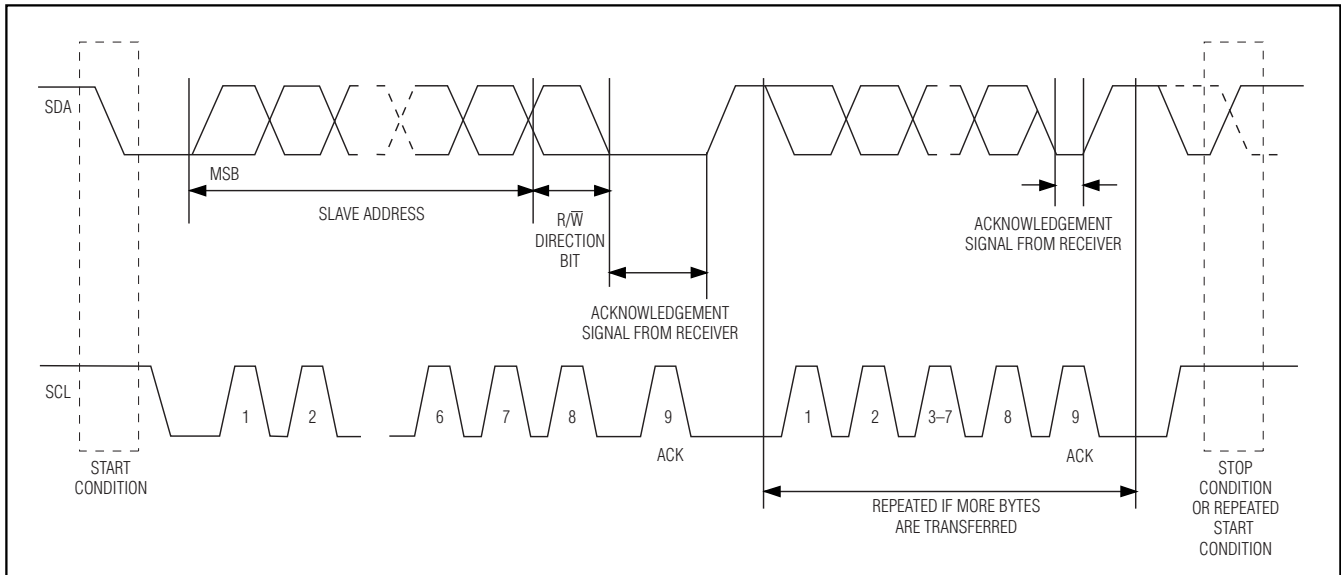 SDA
MSB
SLAVE ADDRESS
R/W̅
DIRECTION
BIT
ACKNOWLEDGEMENT
SIGNAL FROM RECEIVER
ACKNOWLEDGEMENT
SIGNAL FROM RECEIVER
SCL
1 2 6 7 8 9 1 2 3–7 8 9
ACK ACK
START
CONDITION
REPEATED IF MORE BYTES
ARE TRANSFERRED
STOP
CONDITION
OR REPEATED
START
CONDITION